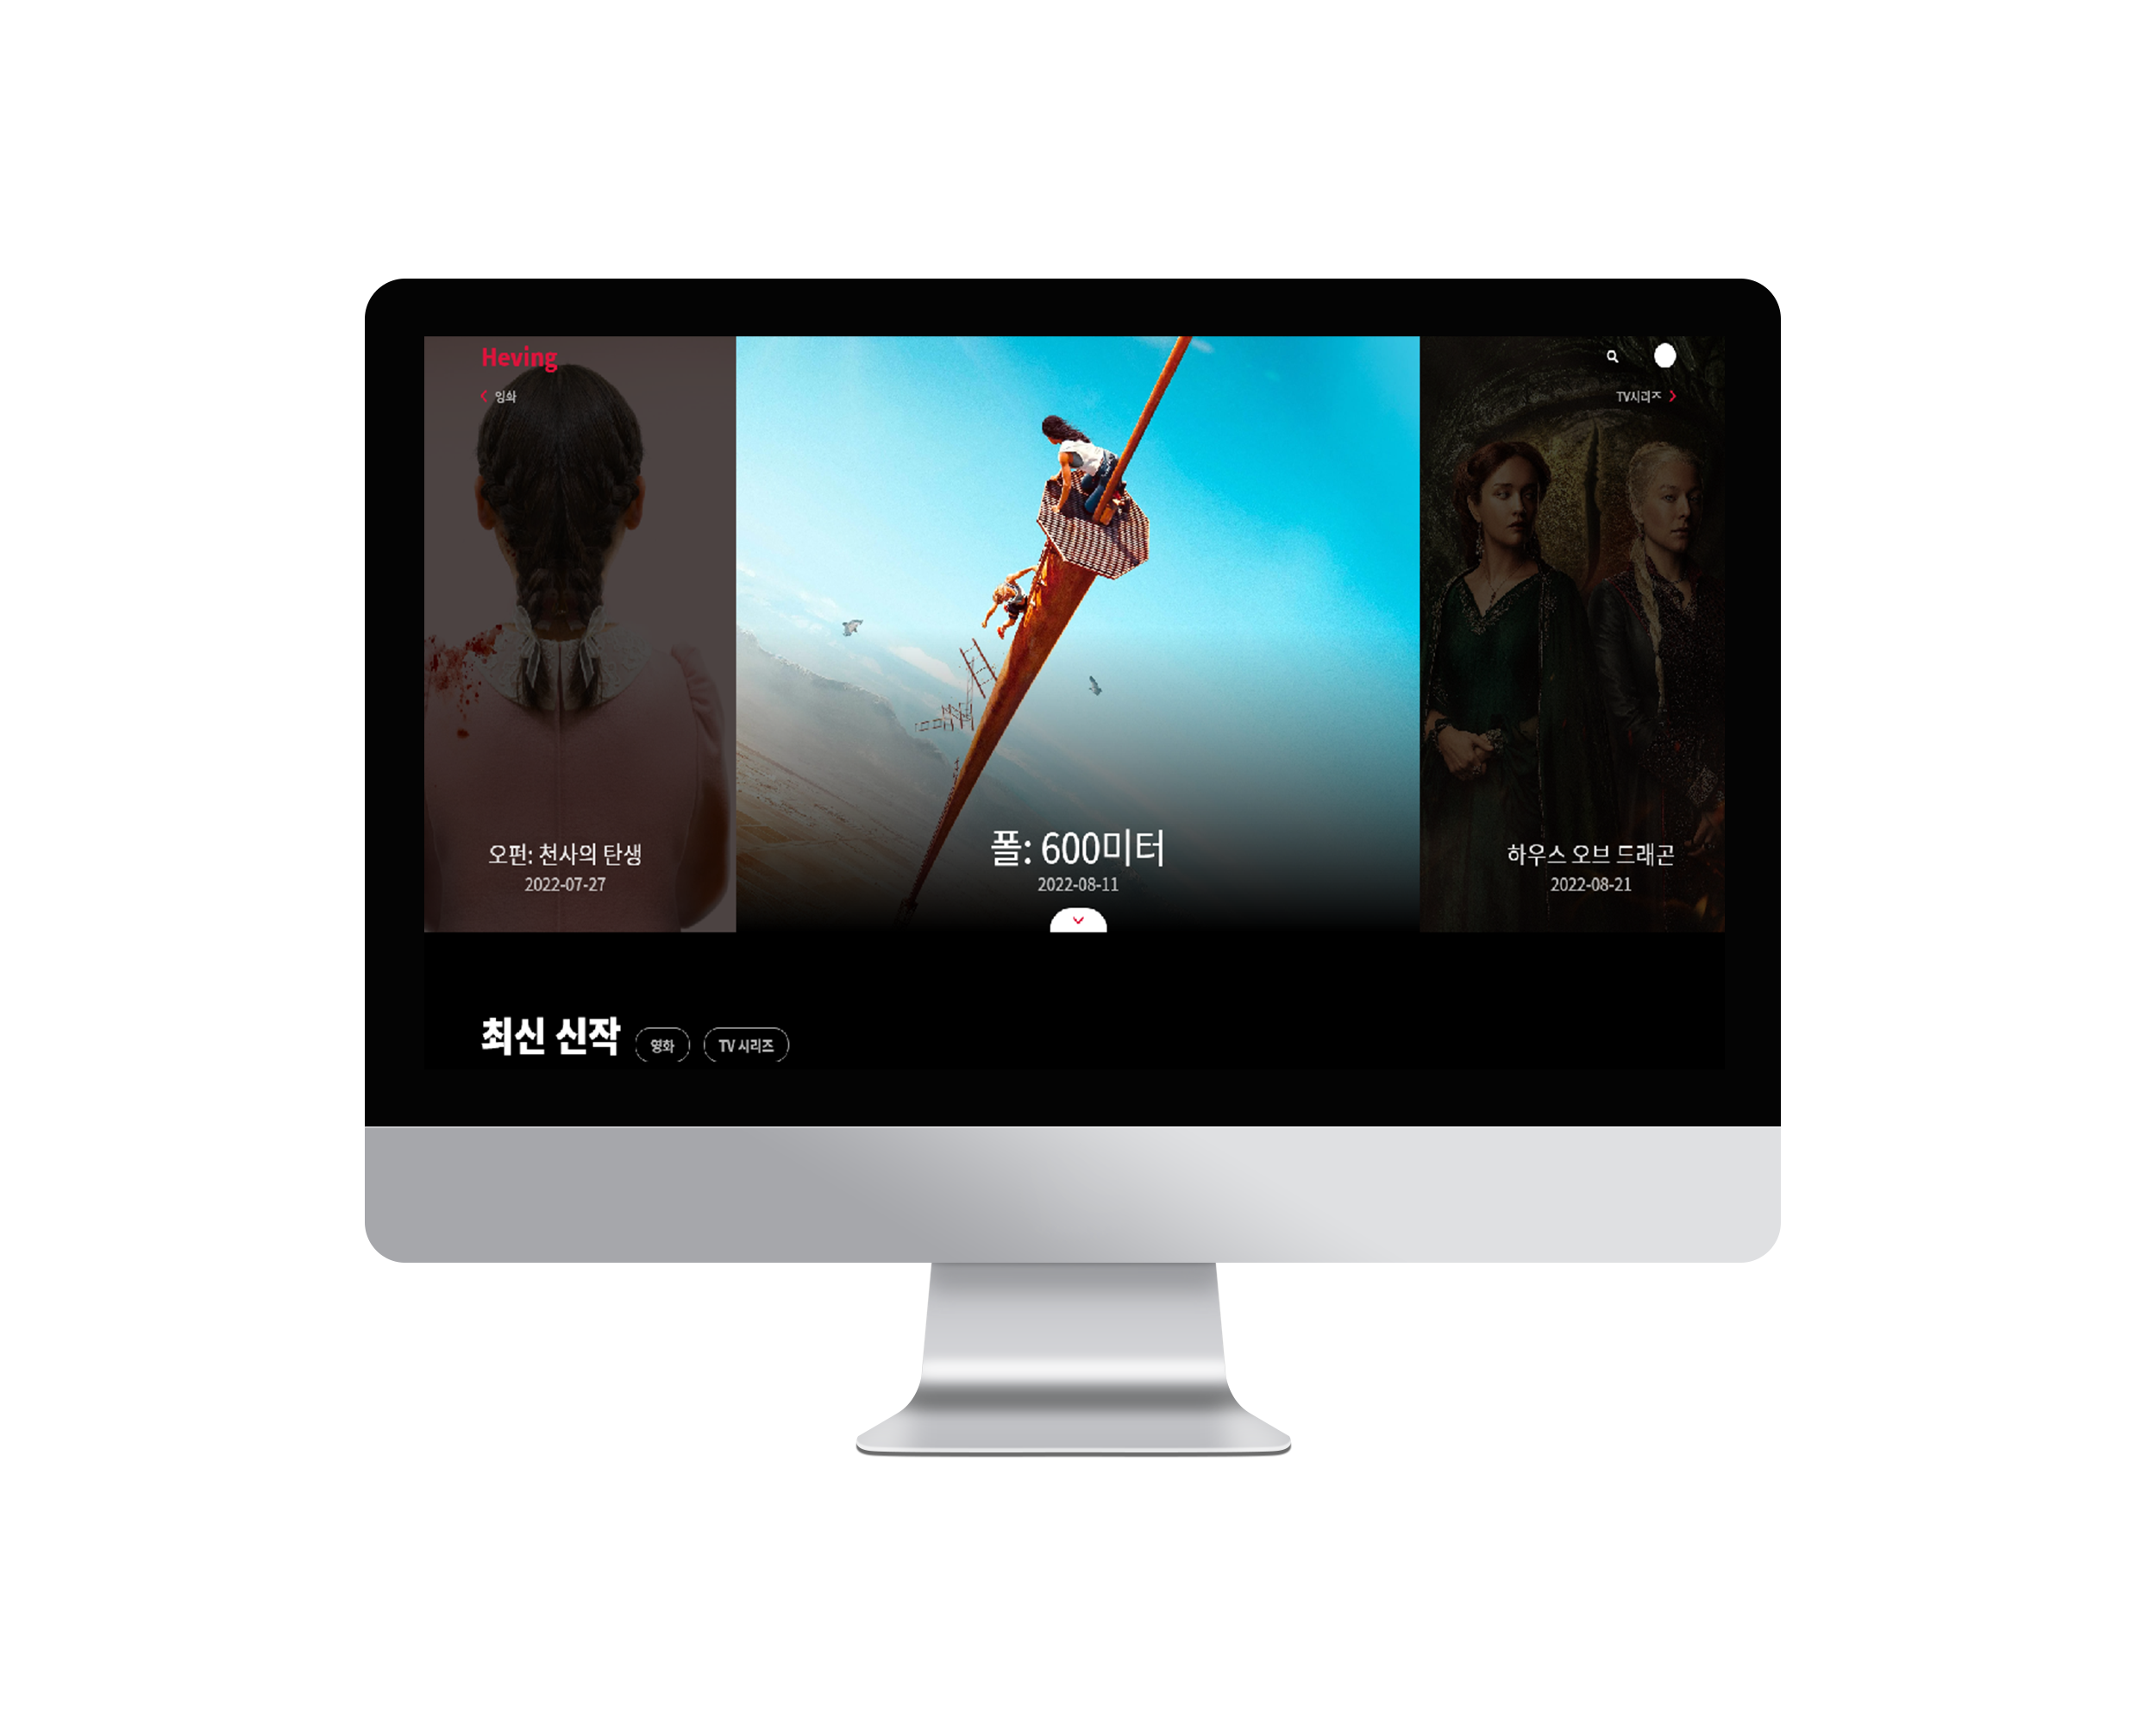 Heving
영화
TV시리즈
오펀: 천사의 탄생
2022-07-27
폴: 600미터
2022-08-11
하우스 오브 드래곤
2022-08-21
최신 신작
영화
TV 시리즈